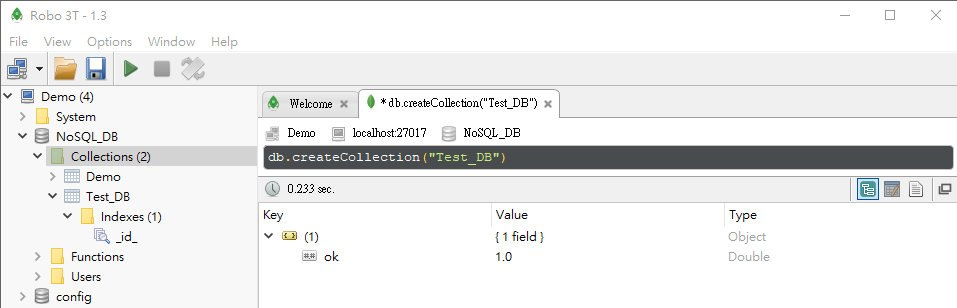 Robo 3T - 1.3
File View Options Window Help
Demo (4)
System
NoSQL_DB
Collections (2)
Demo
Test_DB
Indexes (1)
_id_
Functions
Users
config
Welcome
* db.createCollection("Test_DB")
Demo localhost:27017 NoSQL_DB
db.createCollection("Test_DB")
0.233 sec.
Key Value Type
(1) { 1 field } Object
ok 1.0 Double